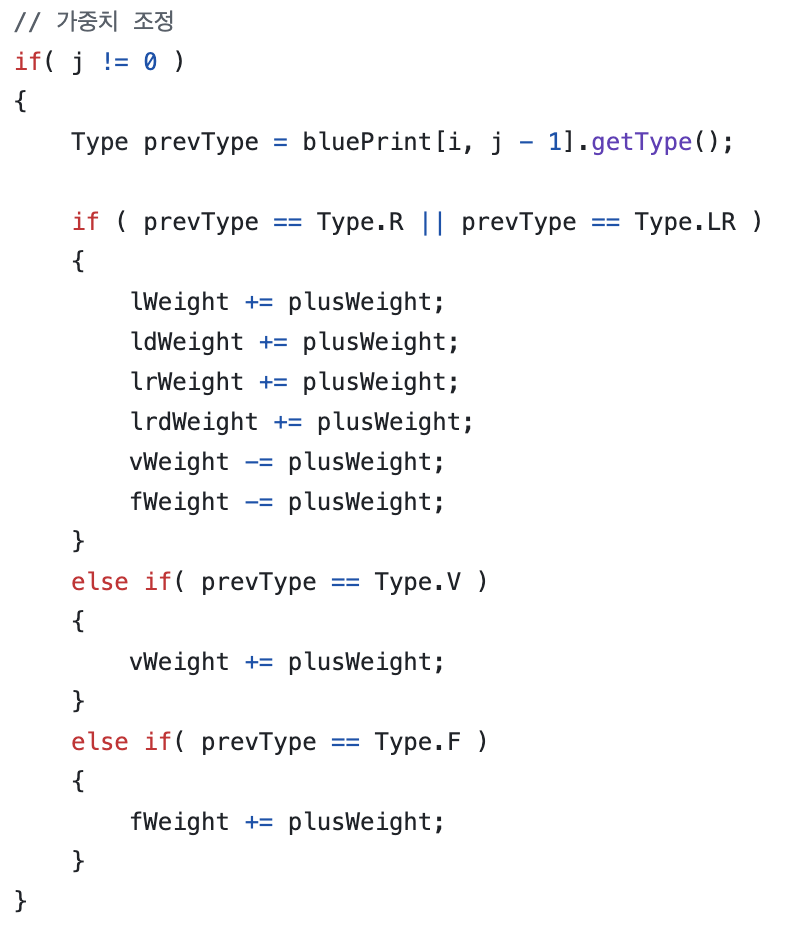 // 가중치 조정
if( j != 0 )
{
    Type prevType = bluePrint[i, j - 1].getType();

    if ( prevType == Type.R || prevType == Type.LR )
    {
        lWeight += plusWeight;
        ldWeight += plusWeight;
        lrWeight += plusWeight;
        lrdWeight += plusWeight;
        vWeight -= plusWeight;
        fWeight -= plusWeight;
    }
    else if( prevType == Type.V )
    {
        vWeight += plusWeight;
    }
    else if( prevType == Type.F )
    {
        fWeight += plusWeight;
    }
}